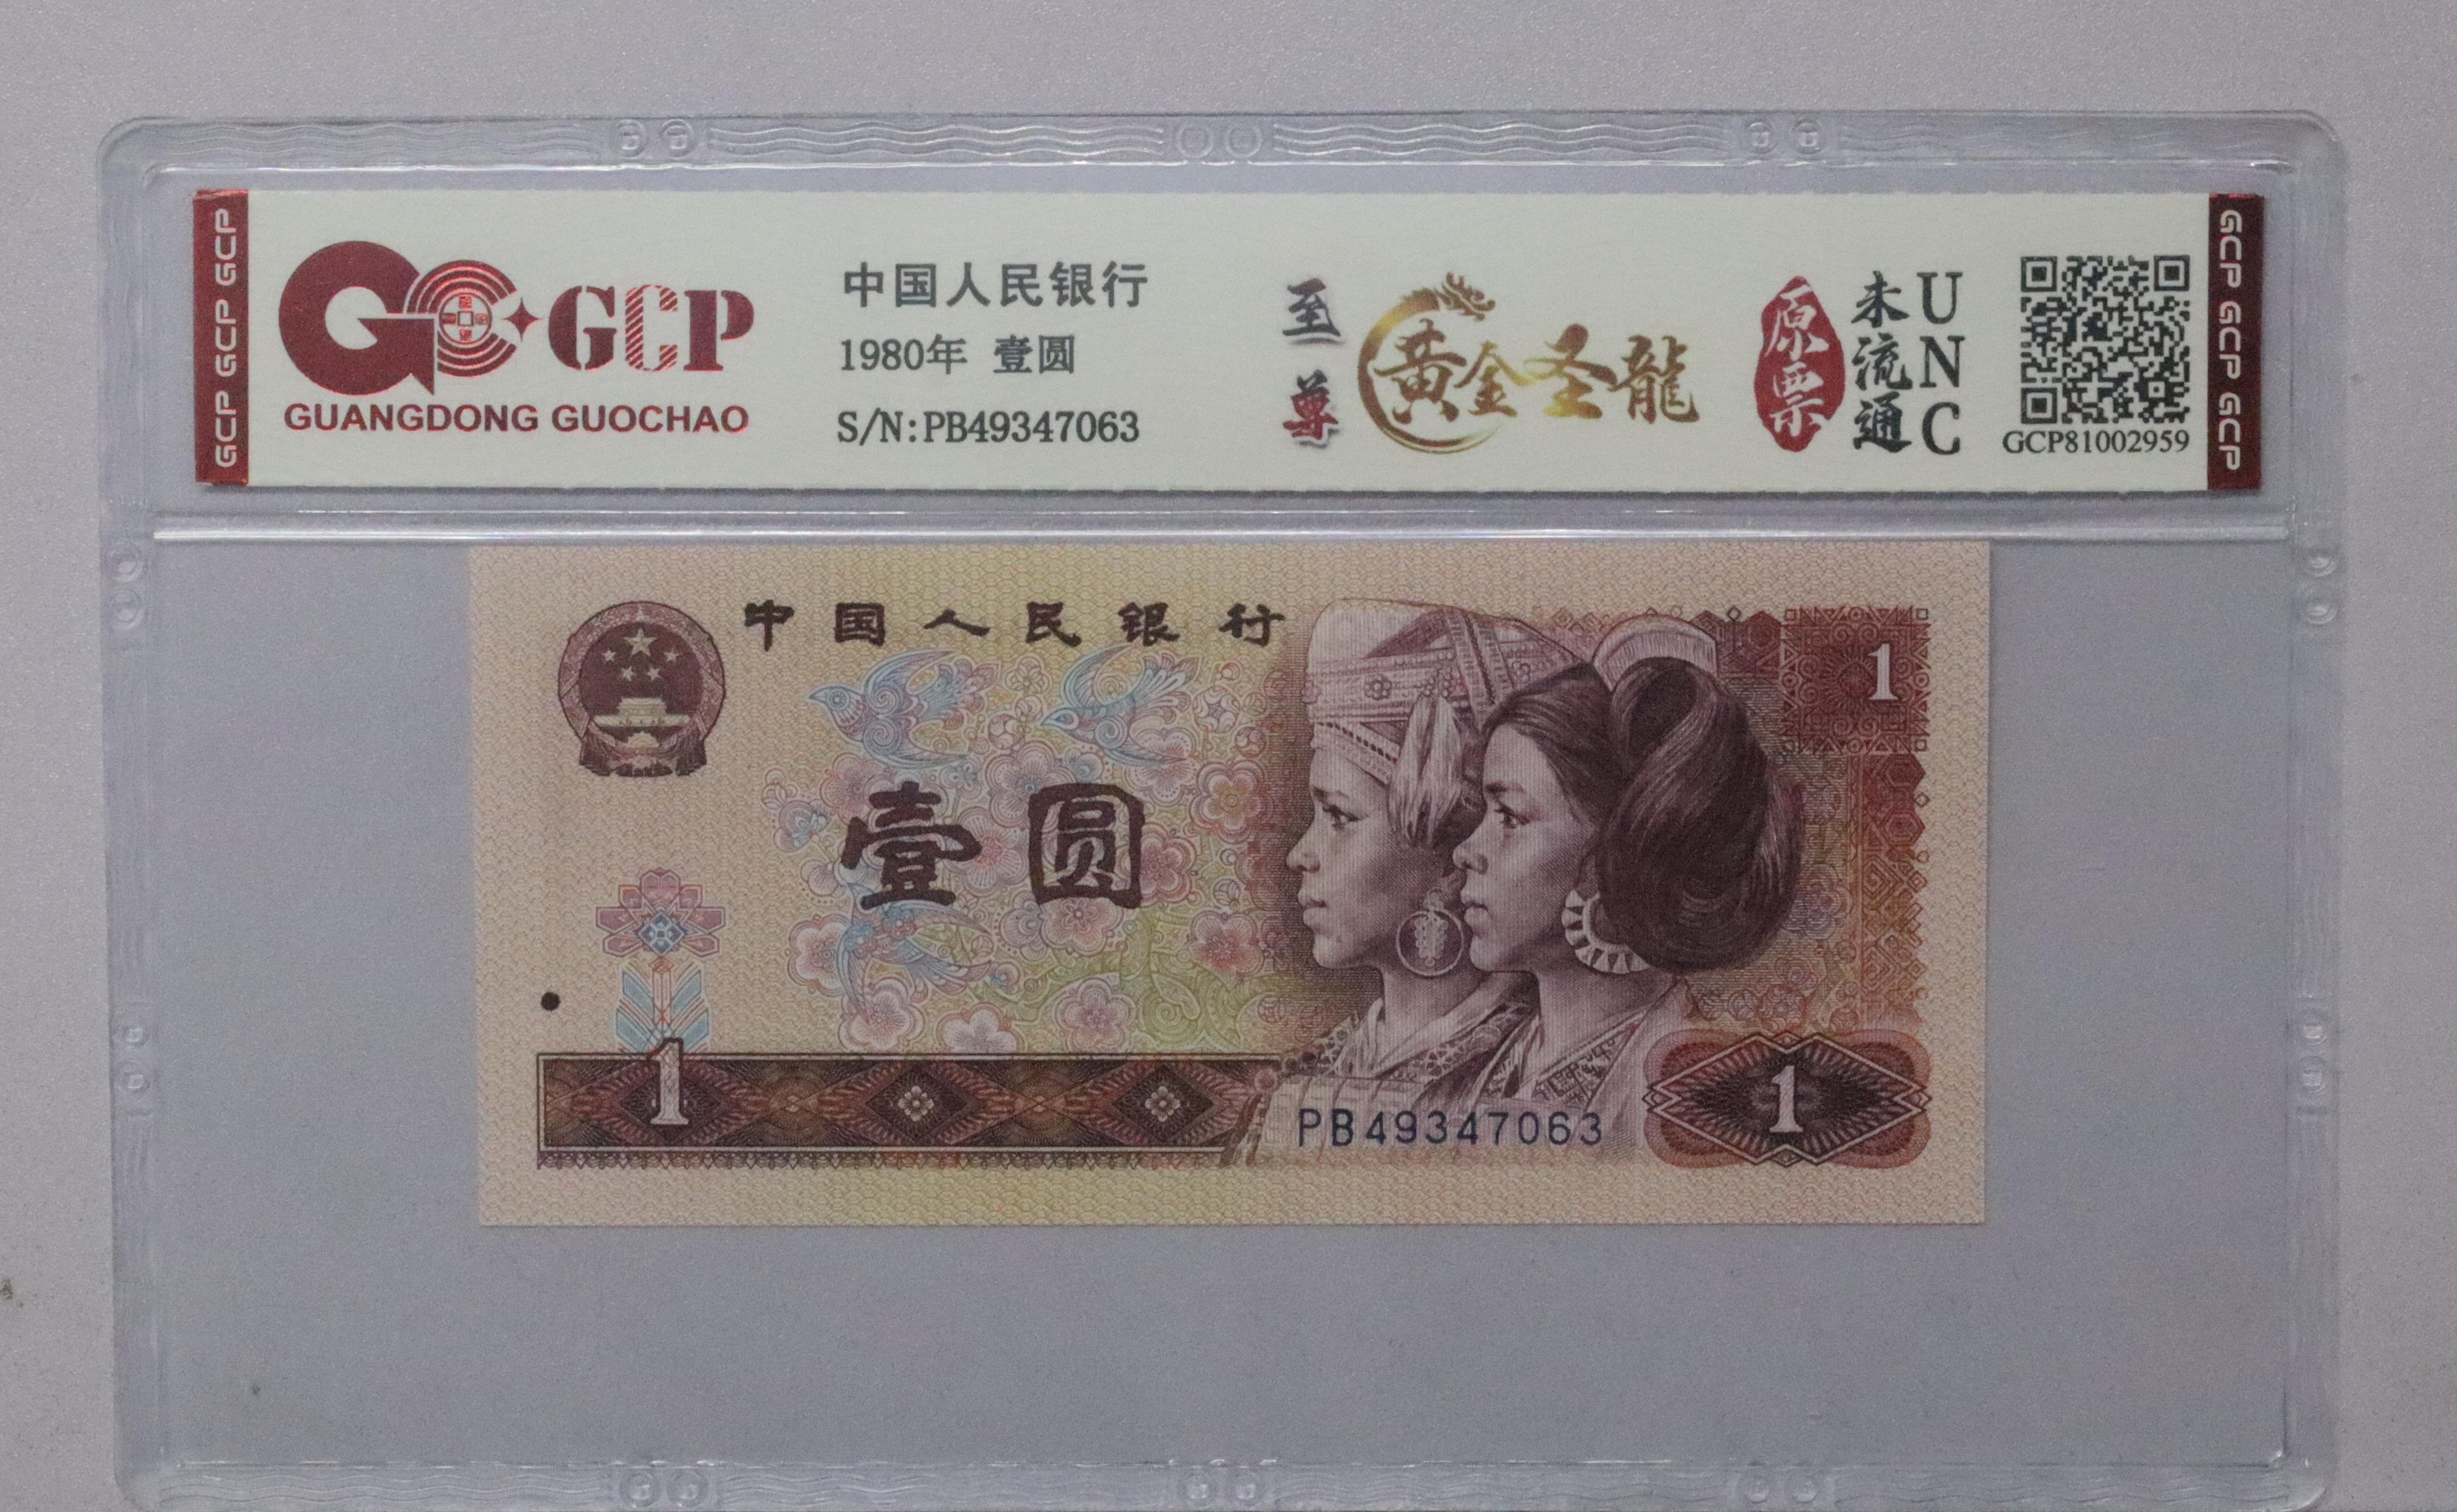 GCP GCP GCP
GCP
GUANGDONG GUOCHAO
中国人民银行
1980年 壹圆
S/N:PB49347063
至尊
黄金圣龍
原票
未流通
UNC
GCP81002959
GCP GCP GCP
中国人民银行
1
壹圆
1
PB49347063
1